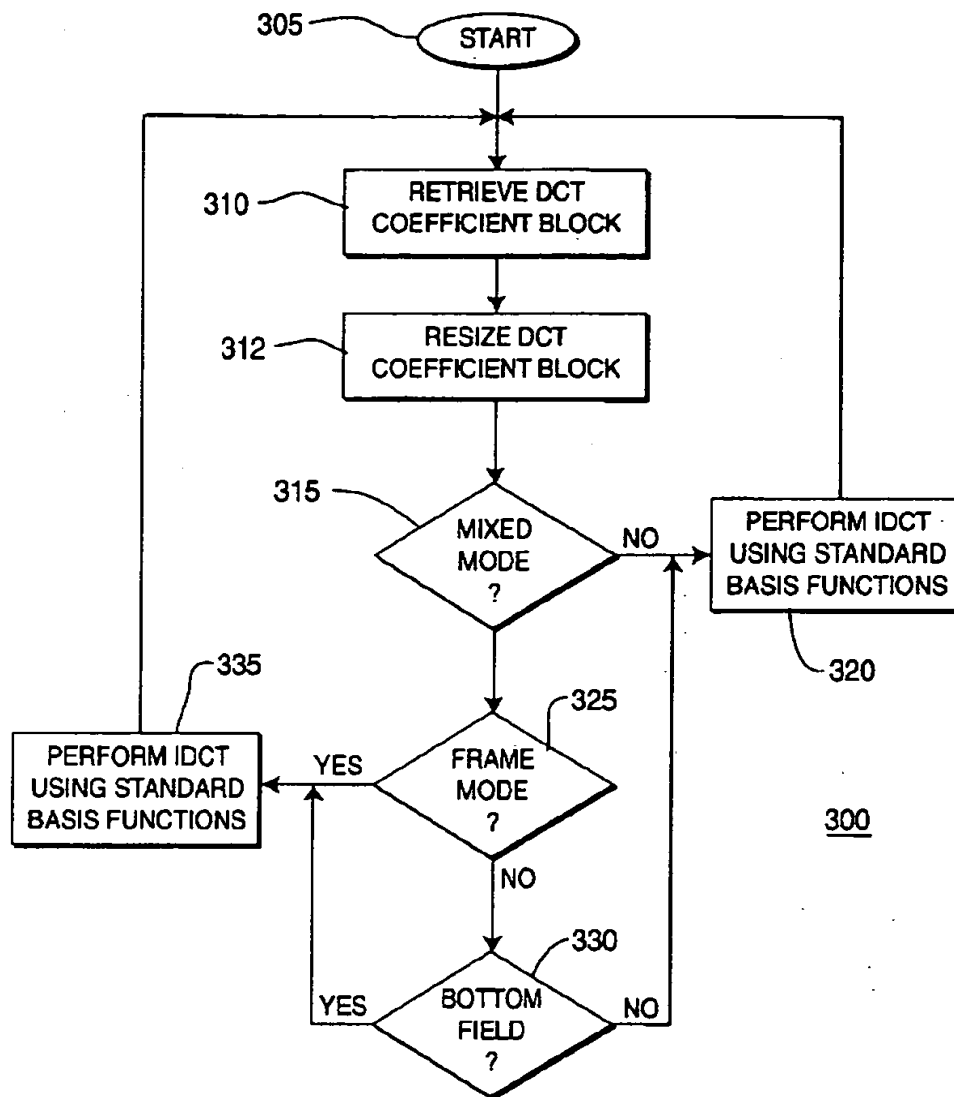 305
START
310
RETRIEVE DCT
COEFFICIENT BLOCK
312
RESIZE DCT
COEFFICIENT BLOCK
315
MIXED
MODE
?
NO
PERFORM IDCT
USING STANDARD
BASIS FUNCTIONS
320
335
PERFORM IDCT
USING STANDARD
BASIS FUNCTIONS
YES
325
FRAME
MODE
?
300
NO
330
YES
BOTTOM
FIELD
?
NO